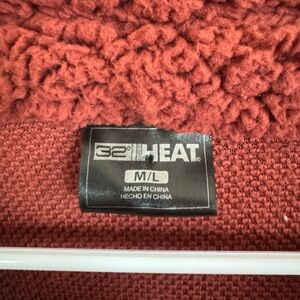 32° HEAT®
M/L
MADE IN CHINA
HECHO EN CHINA